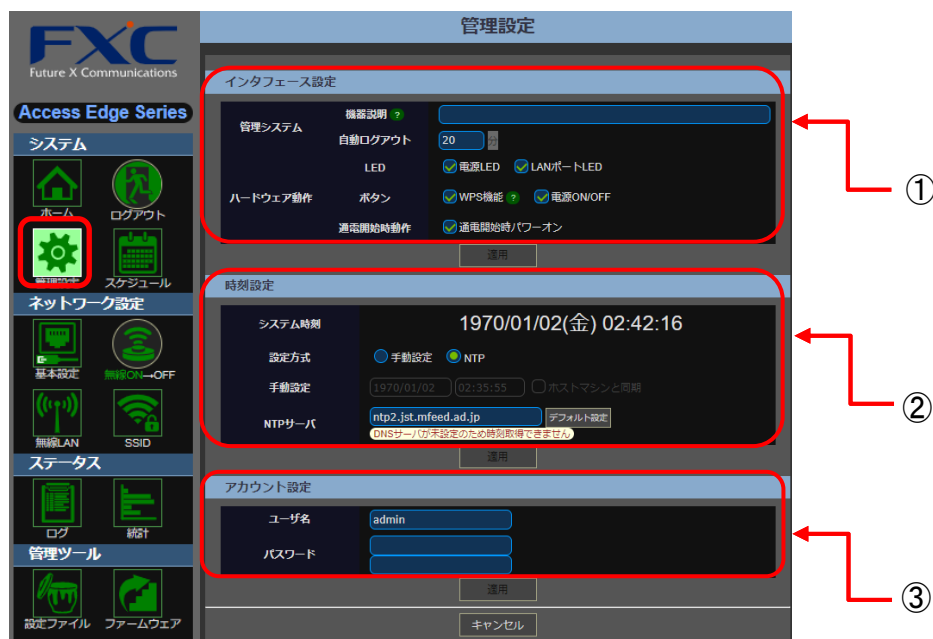 FXC
Future X Communications
Access Edge Series
システム
ホーム ログアウト
管理設定 スケジュール
ネットワーク設定
基本設定 無線ON→OFF
無線LAN SSID
ステータス
ログ 統計
管理ツール
設定ファイル ファームウェア
管理設定
インタフェース設定
管理システム
機器説明 ?
自動ログアウト 20 分
ハードウェア動作
LED 電源LED LANポートLED
ボタン WPS機能 ? 電源ON/OFF
通電開始時動作 通電開始時パワーオン
適用
①
時刻設定
システム時刻 1970/01/02(金) 02:42:16
設定方式 手動設定 NTP
手動設定 1970/01/02 02:35:55 ホストマシンと同期
NTPサーバ ntp2.jst.mfeed.ad.jp デフォルト設定
DNSサーバが未設定のため時刻取得できません
適用
②
アカウント設定
ユーザ名 admin
パスワード
適用
③
キャンセル